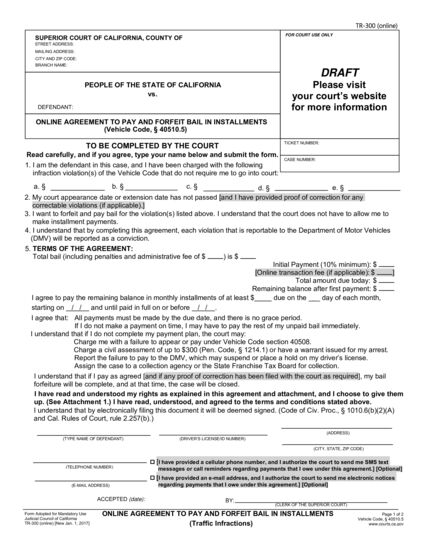 TR-300 (online)
SUPERIOR COURT OF CALIFORNIA, COUNTY OF
STREET ADDRESS:
MAILING ADDRESS:
CITY AND ZIP CODE:
BRANCH NAME:
FOR COURT USE ONLY
DRAFT
Please visit
your court's website
for more information
PEOPLE OF THE STATE OF CALIFORNIA
vs.
DEFENDANT:
ONLINE AGREEMENT TO PAY AND FORFEIT BAIL IN INSTALLMENTS
(Vehicle Code, § 40510.5)
TO BE COMPLETED BY THE COURT
TICKET NUMBER:
CASE NUMBER:
Read carefully, and if you agree, type your name below and submit the form.
1. I am the defendant in this case, and I have been charged with the following
infraction violation(s) of the Vehicle Code that do not require me to go into court:
a. § b. § c. § d. § e. §
2. My court appearance date or extension date has not passed [and I have provided proof of correction for any
correctable violations (if applicable).]
3. I want to forfeit and pay bail for the violation(s) listed above. I understand that the court does not have to allow me to
make installment payments.
4. I understand that by completing this agreement, each violation that is reportable to the Department of Motor Vehicles
(DMV) will be reported as a conviction.
5. TERMS OF THE AGREEMENT:
Total bail (including penalties and administrative fee of $ ____) is $ ____
Initial Payment (10% minimum): $ ____
[Online transaction fee (if applicable): $ ____]
Total amount due today: $ ____
Remaining balance after first payment: $ ____
I agree to pay the remaining balance in monthly installments of at least $____ due on the ___ day of each month,
starting on _/_/_ and until paid in full on or before _/_/_.
I agree that: All payments must be made by the due date, and there is no grace period.
If I do not make a payment on time, I may have to pay the rest of my unpaid bail immediately.
I understand that if I do not complete my payment plan, the court may:
Charge me with a failure to appear or pay under Vehicle Code section 40508.
Charge a civil assessment of up to $300 (Pen. Code, § 1214.1) or have a warrant issued for my arrest.
Report the failure to pay to the DMV, which may suspend or place a hold on my driver's license.
Assign the case to a collection agency or the State Franchise Tax Board for collection.
I understand that if I pay as agreed [and if any proof of correction has been filed with the court as required], my bail
forfeiture will be complete, and at that time, the case will be closed.
I have read and understood my rights as explained in this agreement and attachment, and I choose to give them
up. (See Attachment 1.) I have read, understood, and agreed to the terms and conditions stated above.
I understand that by electronically filing this document it will be deemed signed. (Code of Civ. Proc., § 1010.6(b)(2)(A)
and Cal. Rules of Court, rule 2.257(b).)
(TYPE NAME OF DEFENDANT)
(DRIVER'S LICENSE/ID NUMBER)
(ADDRESS)
(CITY, STATE, ZIP CODE)
(TELEPHONE NUMBER)
[I have provided a cellular phone number, and I authorize the court to send me SMS text
messages or call reminders regarding payments that I owe under this agreement.] [Optional]
(E-MAIL ADDRESS)
[I have provided an e-mail address, and I authorize the court to send me electronic notices
regarding payments that I owe under this agreement.] [Optional]
ACCEPTED (date):
BY:
(CLERK OF THE SUPERIOR COURT)
Form Adopted for Mandatory Use
Judicial Council of California
TR-300 (online) [New Jan. 1, 2017]
ONLINE AGREEMENT TO PAY AND FORFEIT BAIL IN INSTALLMENTS
(Traffic Infractions)
Page 1 of 2
Vehicle Code, § 40510.5
www.courts.ca.gov